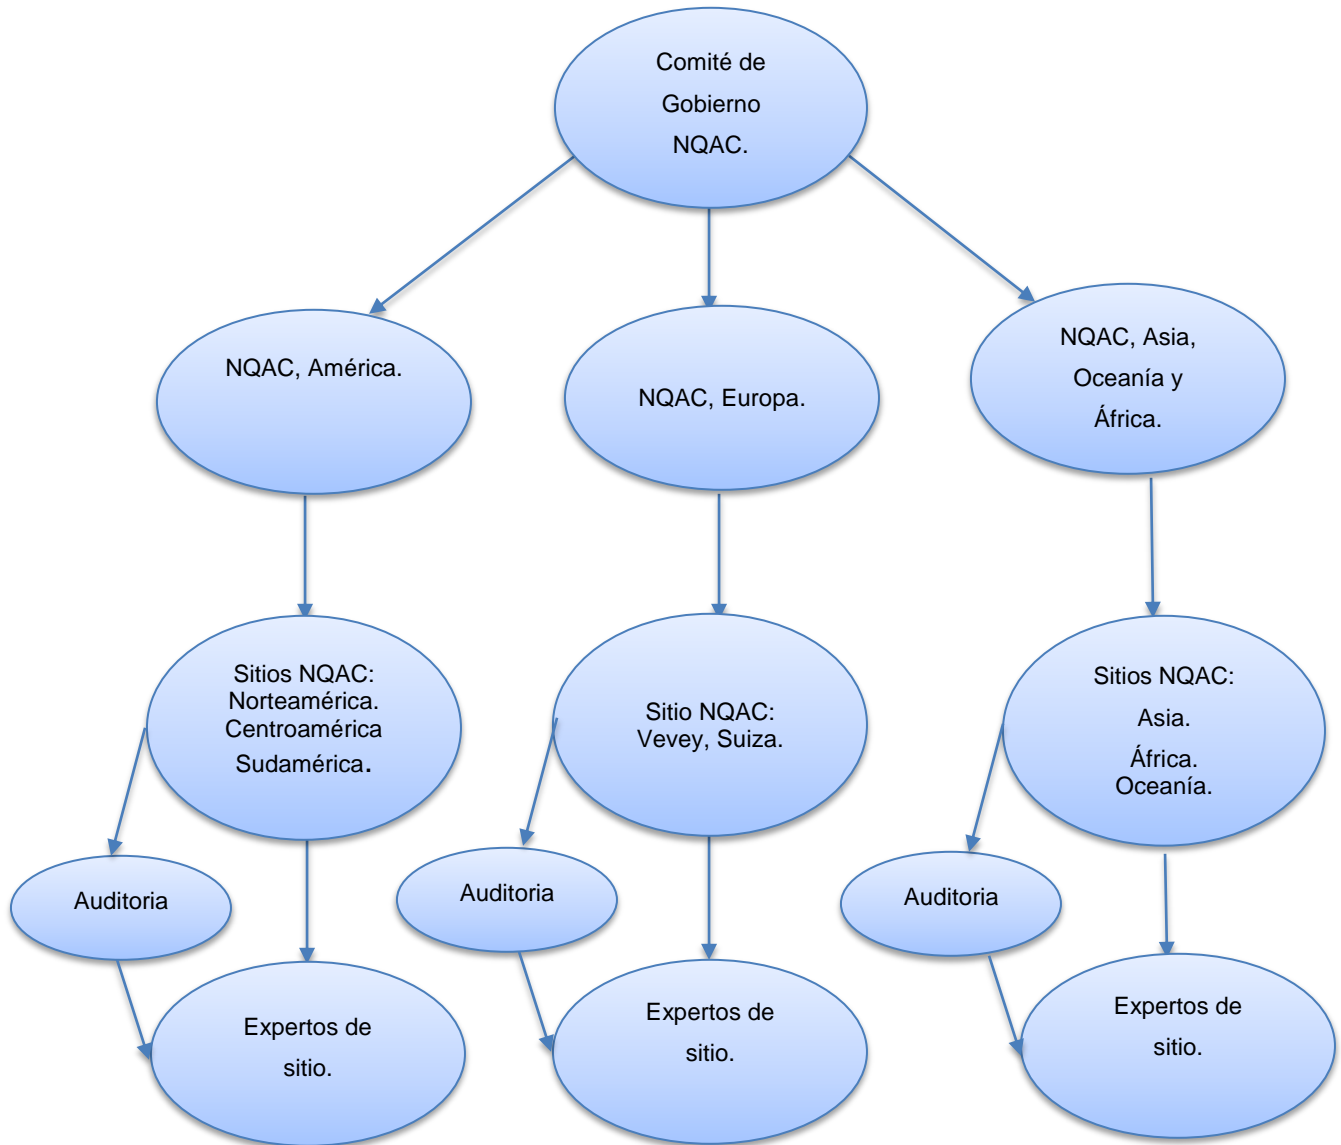 Comité de
Gobierno
NQAC.
NQAC, América.
NQAC, Europa.
NQAC, Asia,
Oceanía y
África.
Sitios NQAC:
Norteamérica.
Centroamérica
Sudamérica.
Sitio NQAC:
Vevey, Suiza.
Sitios NQAC:
Asia.
África.
Oceanía.
Auditoria
Auditoria
Auditoria
Expertos de
sitio.
Expertos de
sitio.
Expertos de
sitio.